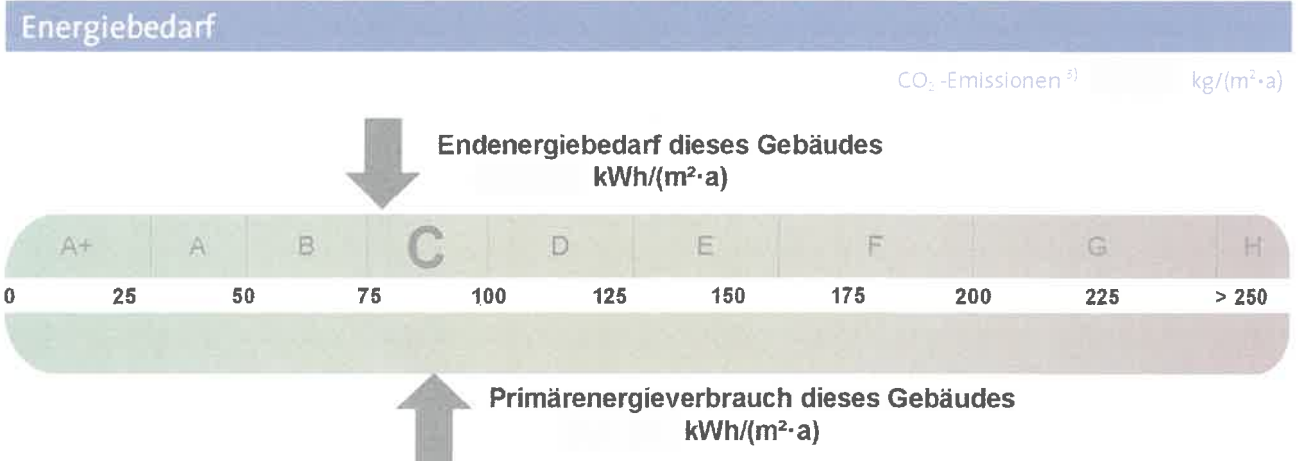 Energiebedarf
CO₂ -Emissionen ³⁾ kg/(m²·a)
Endenergiebedarf dieses Gebäudes
kWh/(m²·a)
A+ A B C D E F G H
0 25 50 75 100 125 150 175 200 225 > 250
Primärenergieverbrauch dieses Gebäudes
kWh/(m²·a)